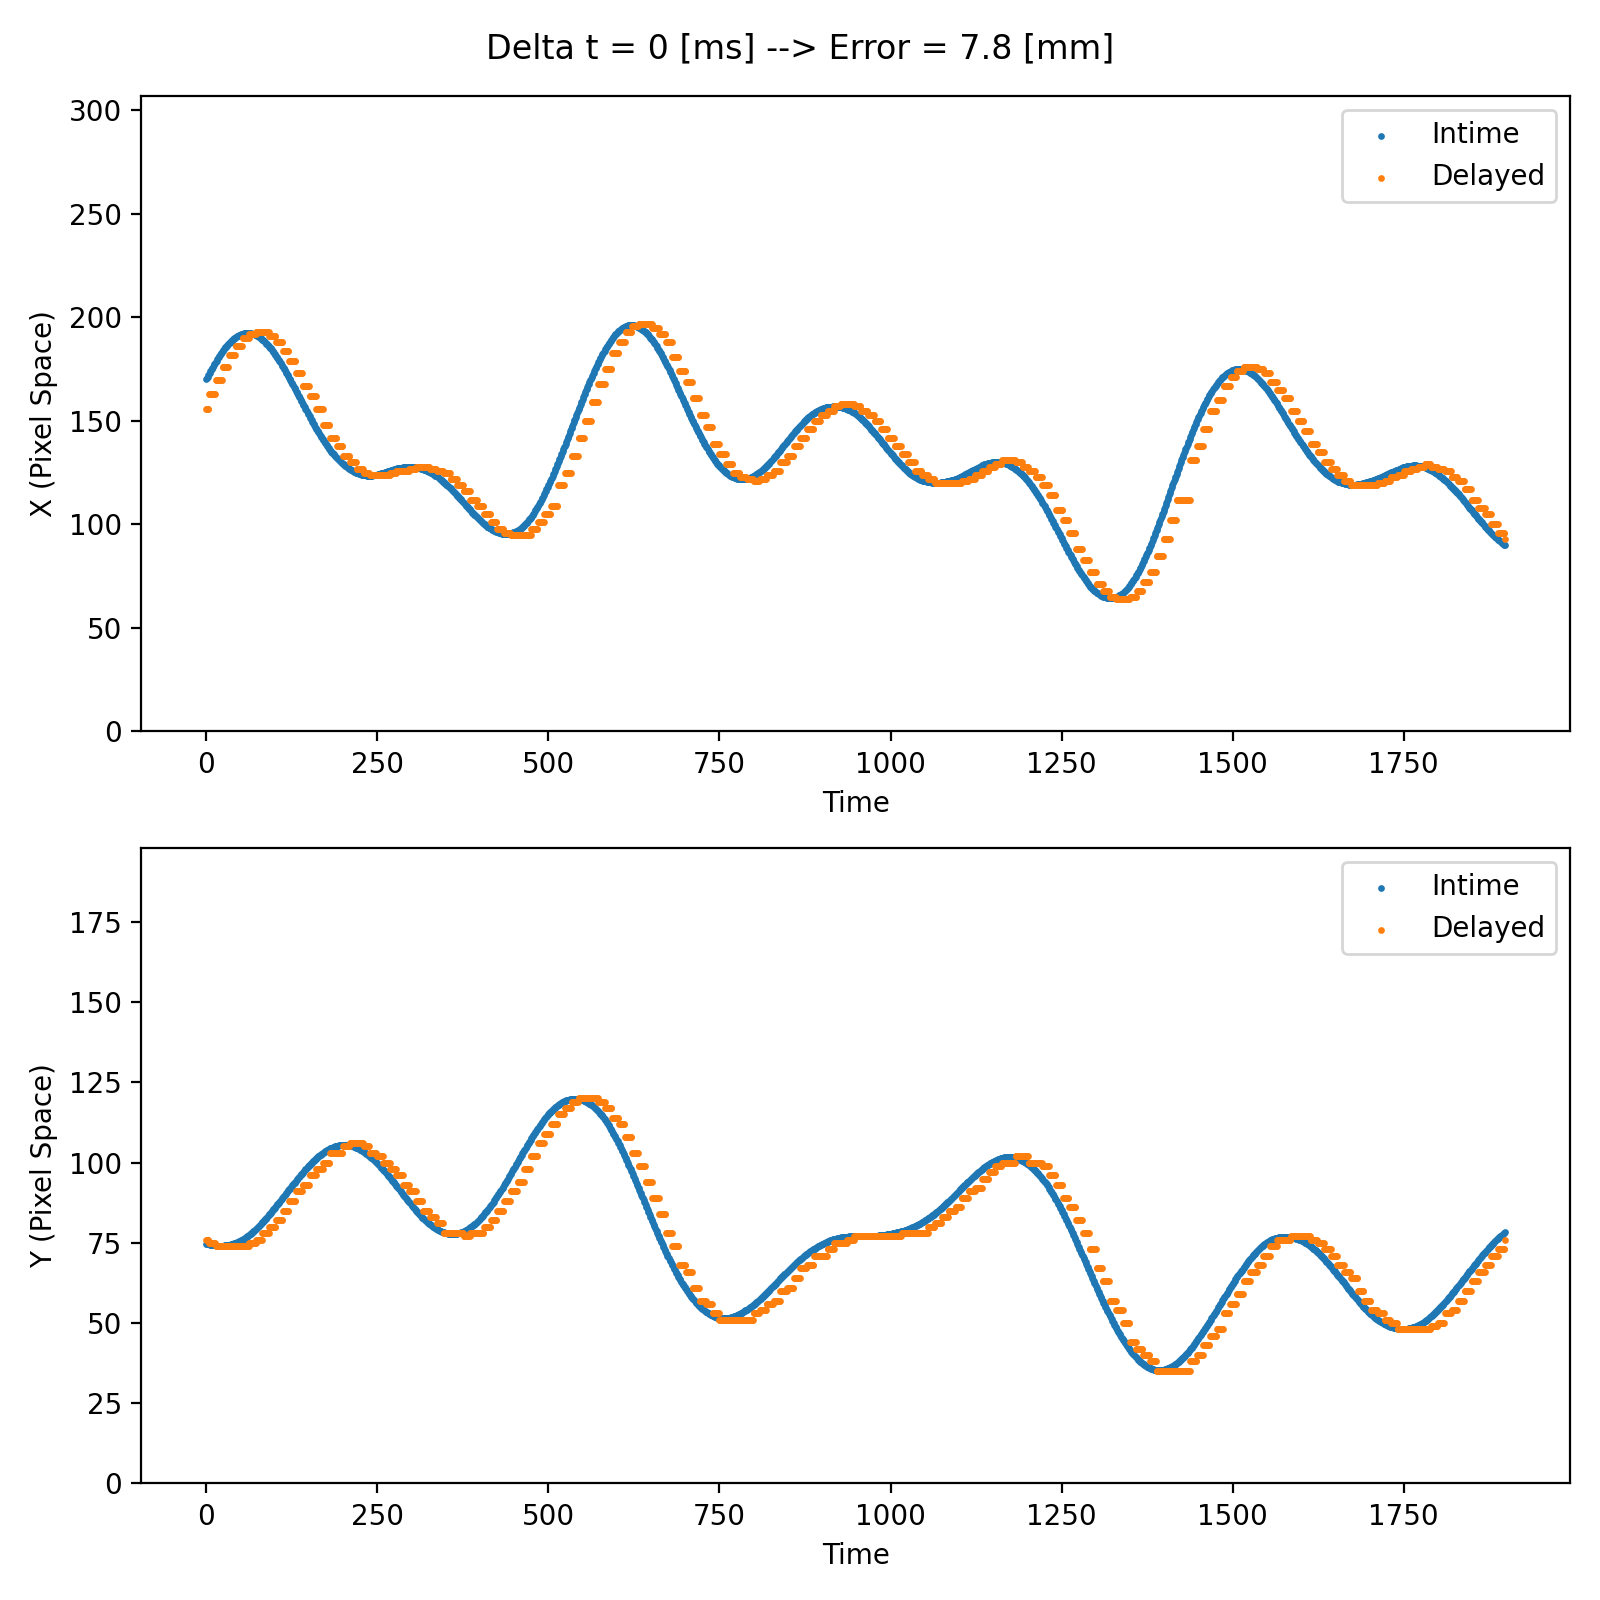 Delta t = 0 [ms] --> Error = 7.8 [mm]
300
250
200
150
100
50
0
X (Pixel Space)
Intime
Delayed
0 250 500 750 1000 1250 1500 1750
Time
175
150
125
100
75
50
25
0
Y (Pixel Space)
Intime
Delayed
0 250 500 750 1000 1250 1500 1750
Time